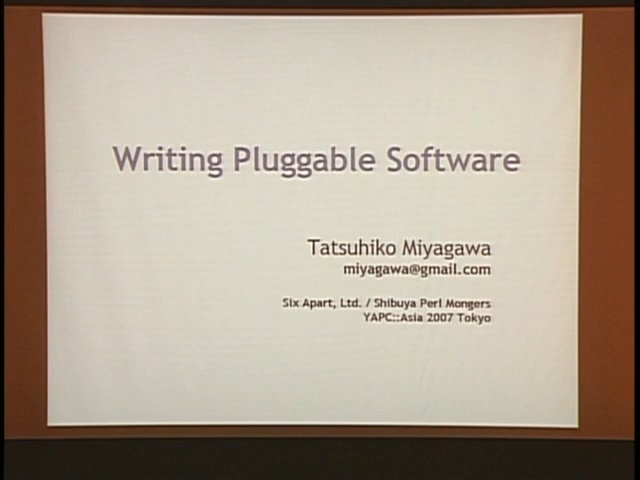 Writing Pluggable Software
Tatsuhiko Miyagawa
miyagawa@gmail.com
Six Apart, Ltd. / Shibuya Perl Mongers
YAPC::Asia 2007 Tokyo